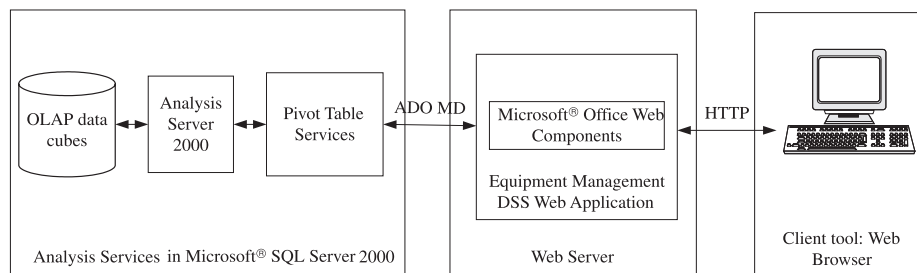 OLAP data
cubes
Analysis
Server
2000
Pivot Table
Services
ADO MD
Microsoft® Office Web
Components
Equipment Management
DSS Web Application
HTTP
Analysis Services in Microsoft® SQL Server 2000
Web Server
Client tool: Web
Browser